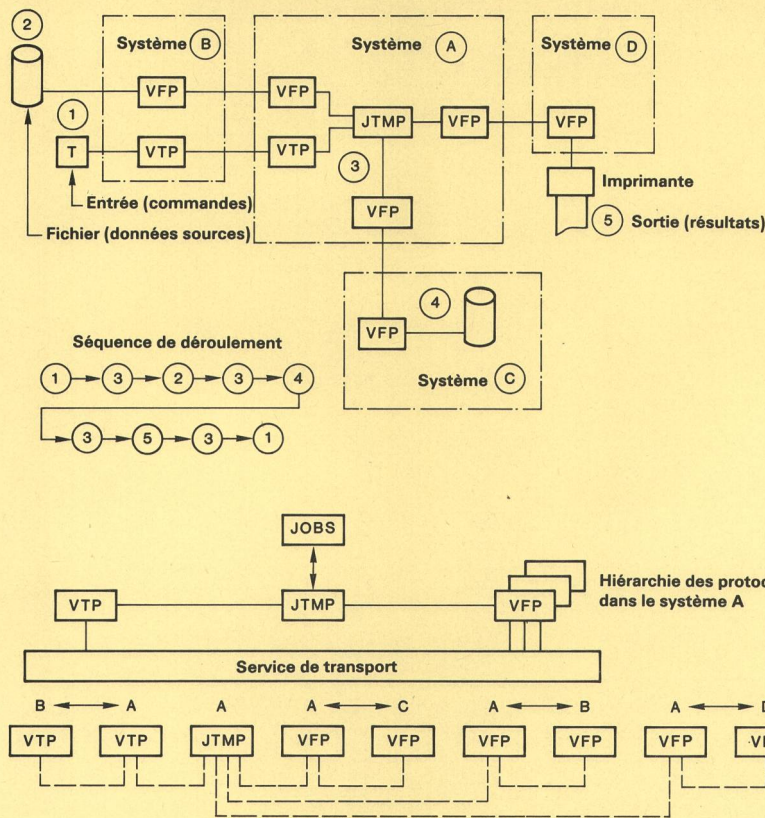 2
Système B
Système A
Système D
VFP
VFP
1
JTMP
VFP
VFP
T
VTP
VTP
3
Imprimante
Entrée (commandes)
VFP
5 Sortie (résultats)
Fichier (données sources)
4
VFP
Séquence de déroulement
Système C
1 3 2 3 4
3 5 3 1
JOBS
Hiérarchie des
dans le système A
VTP
JTMP
VFP
Service de transport
B A A A C A B A
VTP VTP JTMP VFP VFP VFP VFP VFP